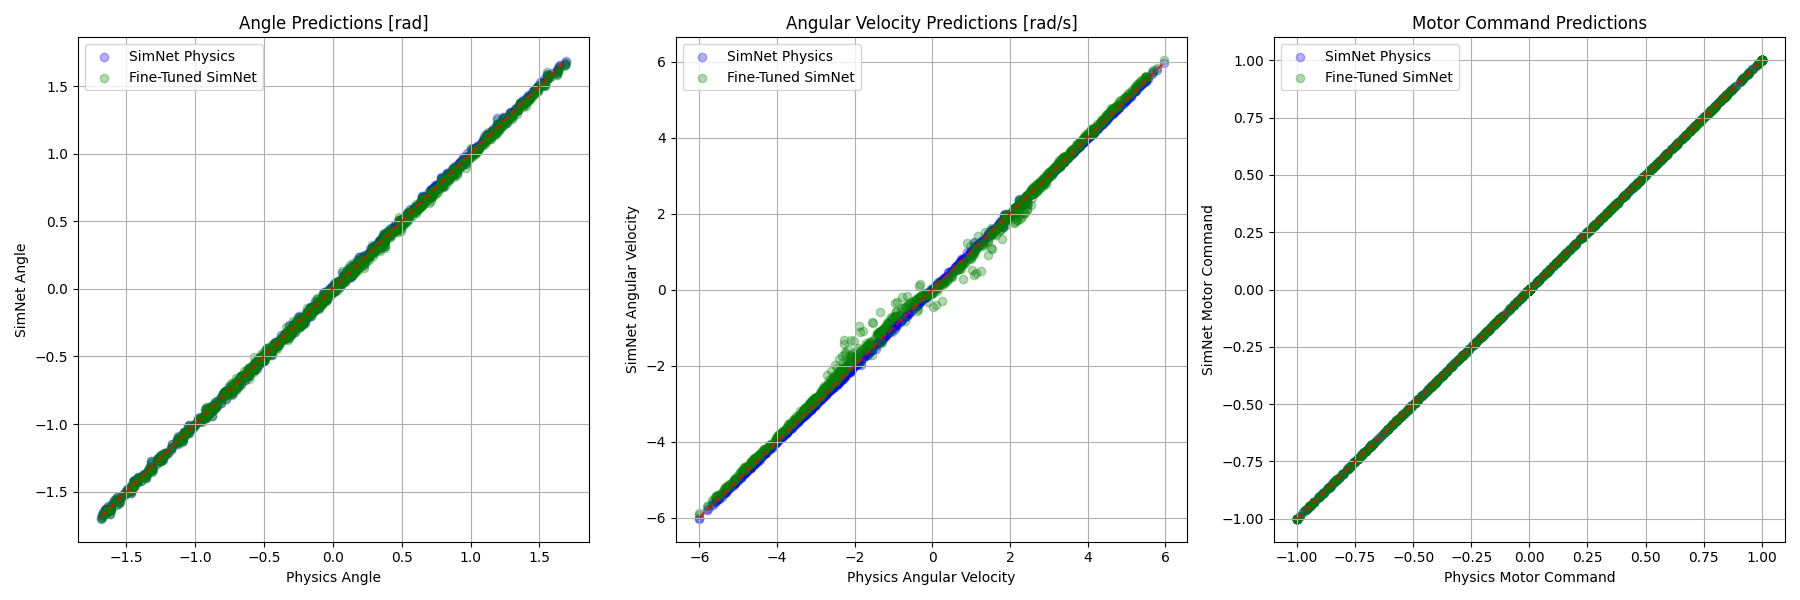 Angle Predictions [rad]
SimNet Physics
Fine-Tuned SimNet
SimNet Angle
1.5
1.0
0.5
0.0
−0.5
−1.0
−1.5
−1.5 −1.0 −0.5 0.0 0.5 1.0 1.5
Physics Angle
Angular Velocity Predictions [rad/s]
SimNet Physics
Fine-Tuned SimNet
SimNet Angular Velocity
6
4
2
0
−2
−4
−6
−6 −4 −2 0 2 4 6
Physics Angular Velocity
Motor Command Predictions
SimNet Physics
Fine-Tuned SimNet
SimNet Motor Command
1.00
0.75
0.50
0.25
0.00
−0.25
−0.50
−0.75
−1.00
−1.00 −0.75 −0.50 −0.25 0.00 0.25 0.50 0.75 1.00
Physics Motor Command